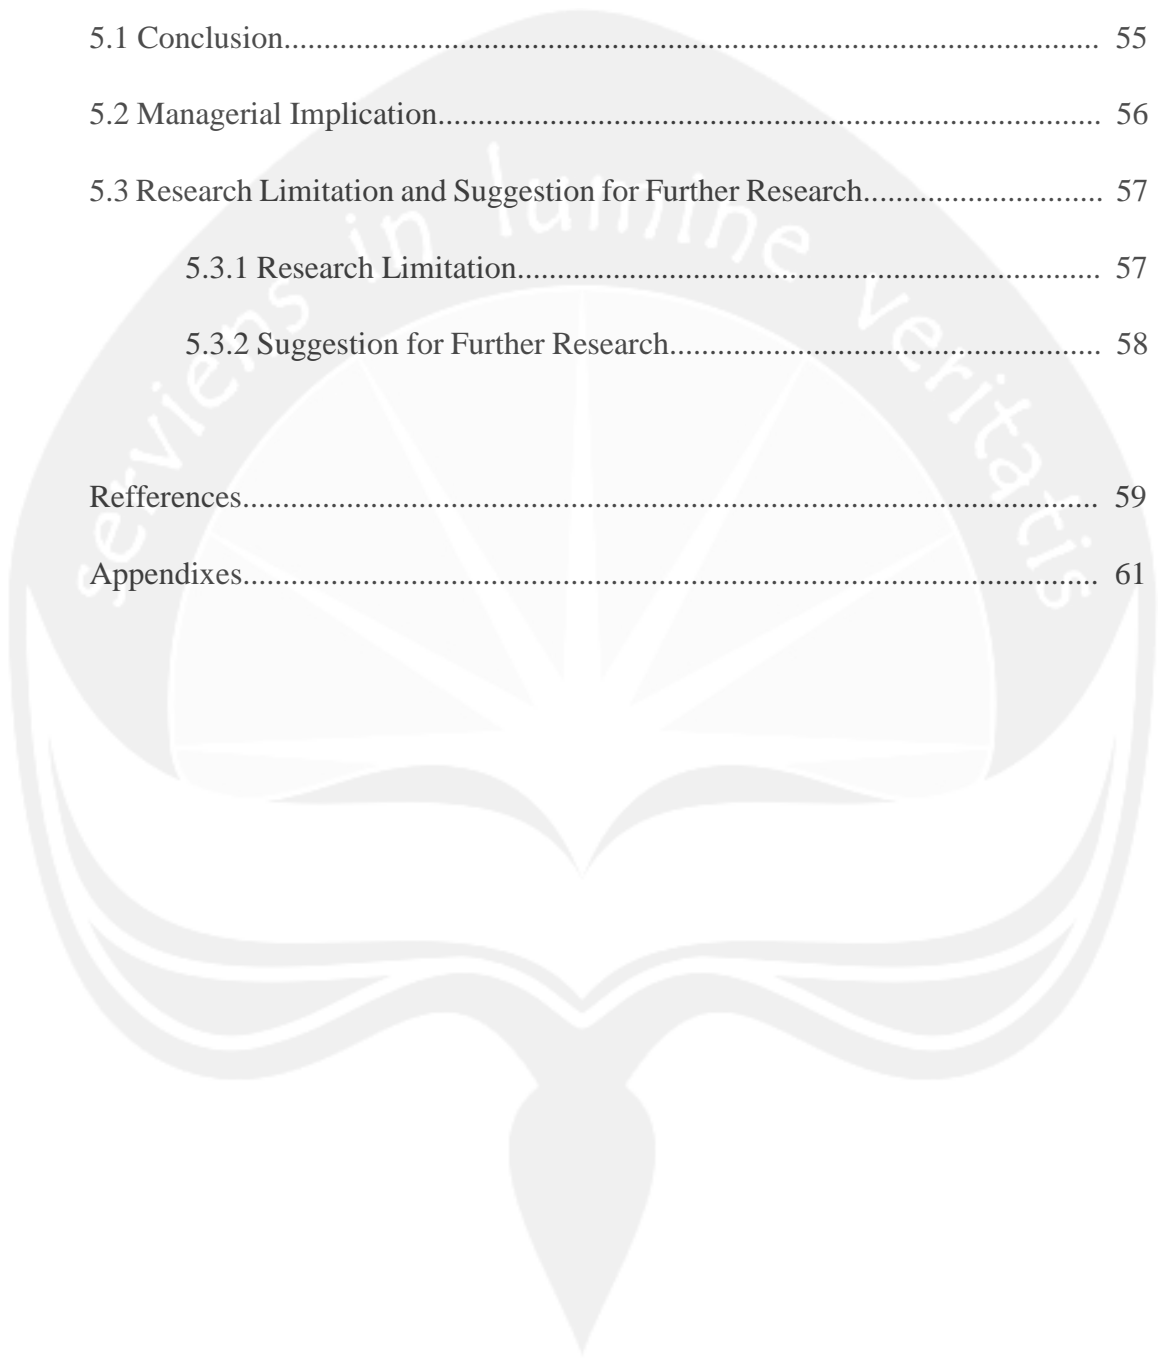 5.1 Conclusion.................................................................................................... 55
5.2 Managerial Implication................................................................................. 56
5.3 Research Limitation and Suggestion for Further Research............................. 57
5.3.1 Research Limitation....................................................................... 57
5.3.2 Suggestion for Further Research..................................................... 58
Refferences......................................................................................................... 59
Appendixes......................................................................................................... 61
serviens in lumine veritatis